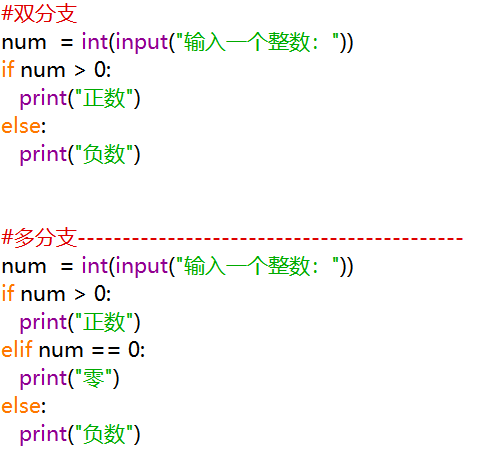 #双分支
num  = int(input("输入一个整数："))
if num > 0:
   print("正数")
else:
   print("负数")
#多分支-------------------------------------------
num  = int(input("输入一个整数："))
if num > 0:
   print("正数")
elif num == 0:
   print("零")
else:
   print("负数")